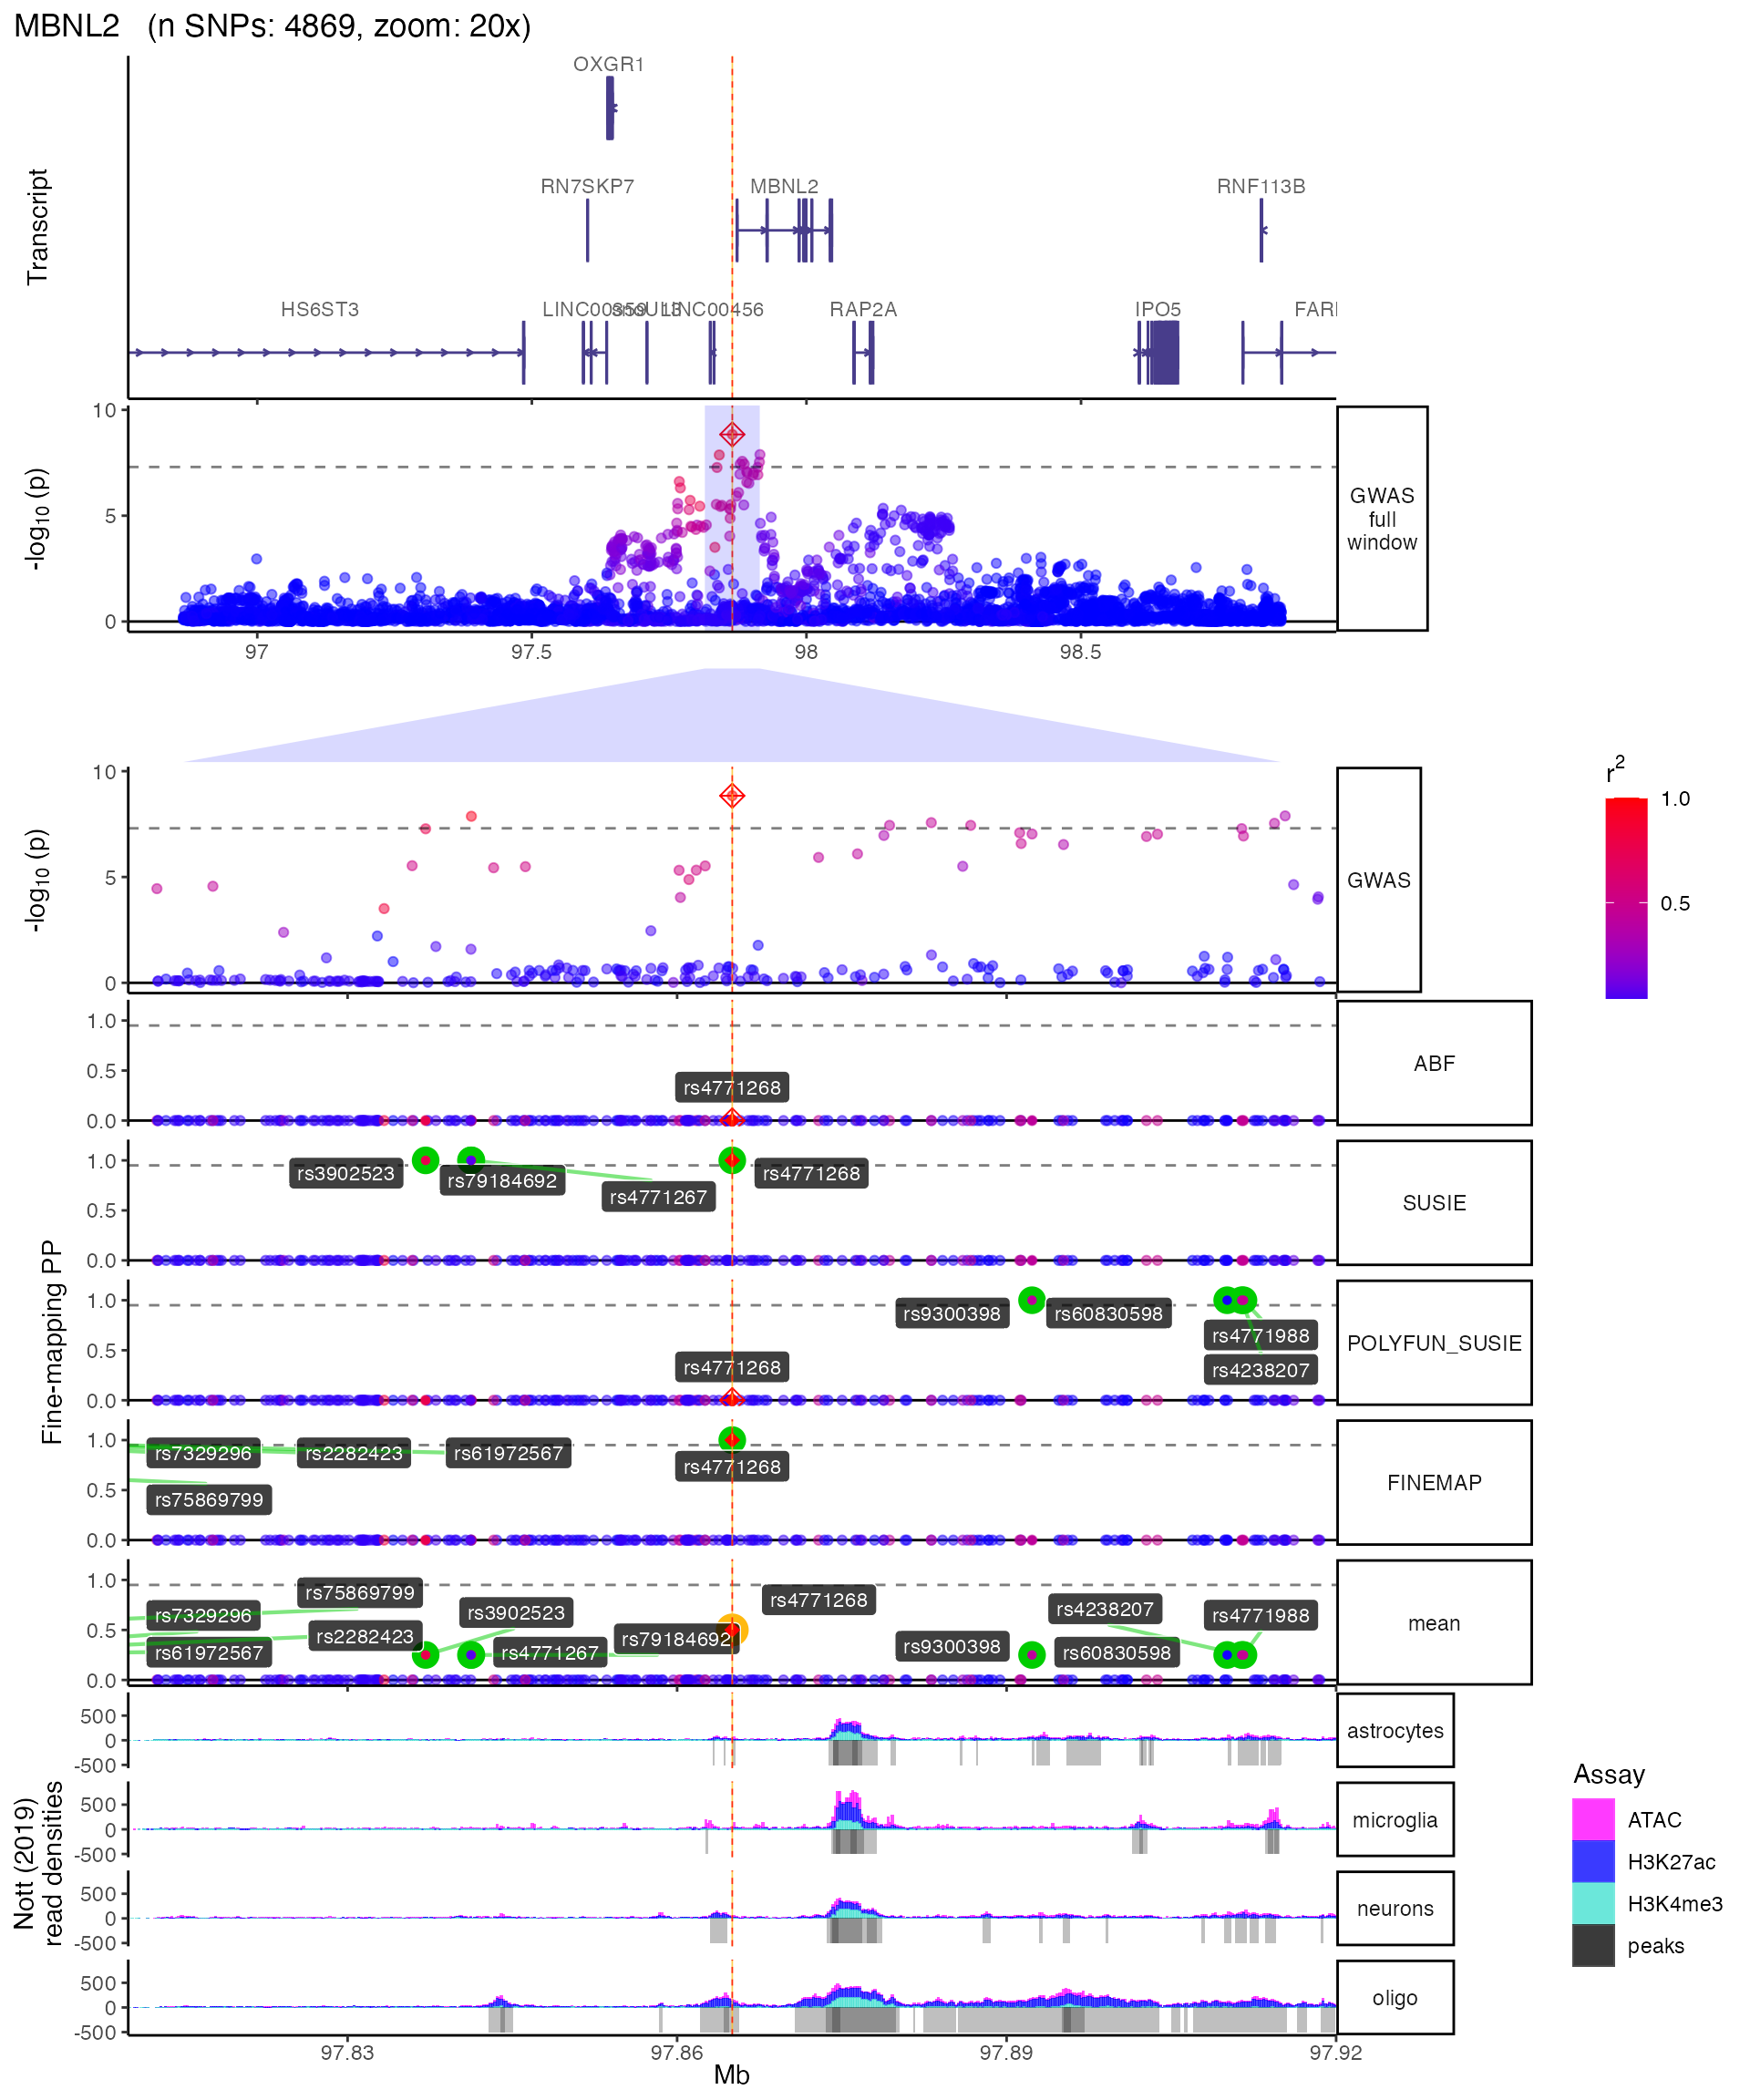 MBNL2 (n SNPs: 4869, zoom: 20x)
Transcript
OXGR1
RN7SKP7
MBNL2
RNF113B
HS6ST3
LINC00359
LINC00456
RAP2A
IPO5
FARI
-log10 (p)
10
5
0
GWAS
full
window
97
97.5
98
98.5
-log10 (p)
10
5
0
GWAS
r2
1.0
0.5
Fine-mapping PP
1.0
0.5
0.0
rs4771268
ABF
1.0
0.5
0.0
rs3902523
rs79184692
rs4771267
rs4771268
SUSIE
1.0
0.5
0.0
rs4771268
rs9300398
rs60830598
rs4771988
rs4238207
POLYFUN_SUSIE
1.0
0.5
0.0
rs7329296
rs2282423
rs61972567
rs75869799
rs4771268
FINEMAP
1.0
0.5
0.0
rs75869799
rs7329296
rs3902523
rs2282423
rs61972567
rs4771267
rs79184692
rs4771268
rs4238207
rs4771988
rs9300398
rs60830598
mean
Nott (2019)
read densities
500
0
-500
astrocytes
500
0
-500
microglia
500
0
-500
neurons
500
0
-500
oligo
97.83
97.86
97.89
97.92
Mb
Assay
ATAC
H3K27ac
H3K4me3
peaks